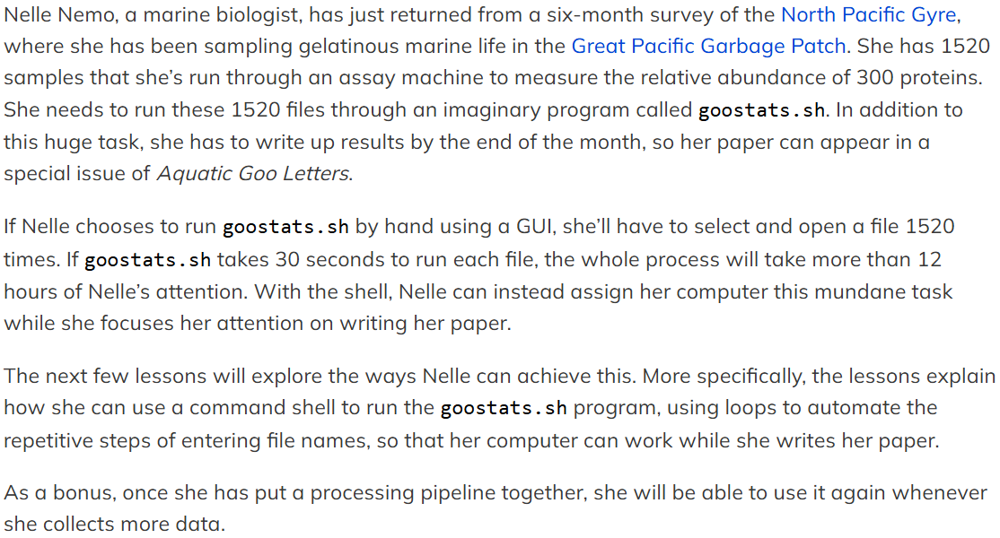 Nelle Nemo, a marine biologist, has just returned from a six-month survey of the North Pacific Gyre,
where she has been sampling gelatinous marine life in the Great Pacific Garbage Patch. She has 1520
samples that she’s run through an assay machine to measure the relative abundance of 300 proteins.
She needs to run these 1520 files through an imaginary program called goostats.sh. In addition to
this huge task, she has to write up results by the end of the month, so her paper can appear in a
special issue of Aquatic Goo Letters.
If Nelle chooses to run goostats.sh by hand using a GUI, she’ll have to select and open a file 1520
times. If goostats.sh takes 30 seconds to run each file, the whole process will take more than 12
hours of Nelle’s attention. With the shell, Nelle can instead assign her computer this mundane task
while she focuses her attention on writing her paper.
The next few lessons will explore the ways Nelle can achieve this. More specifically, the lessons explain
how she can use a command shell to run the goostats.sh program, using loops to automate the
repetitive steps of entering file names, so that her computer can work while she writes her paper.
As a bonus, once she has put a processing pipeline together, she will be able to use it again whenever
she collects more data.